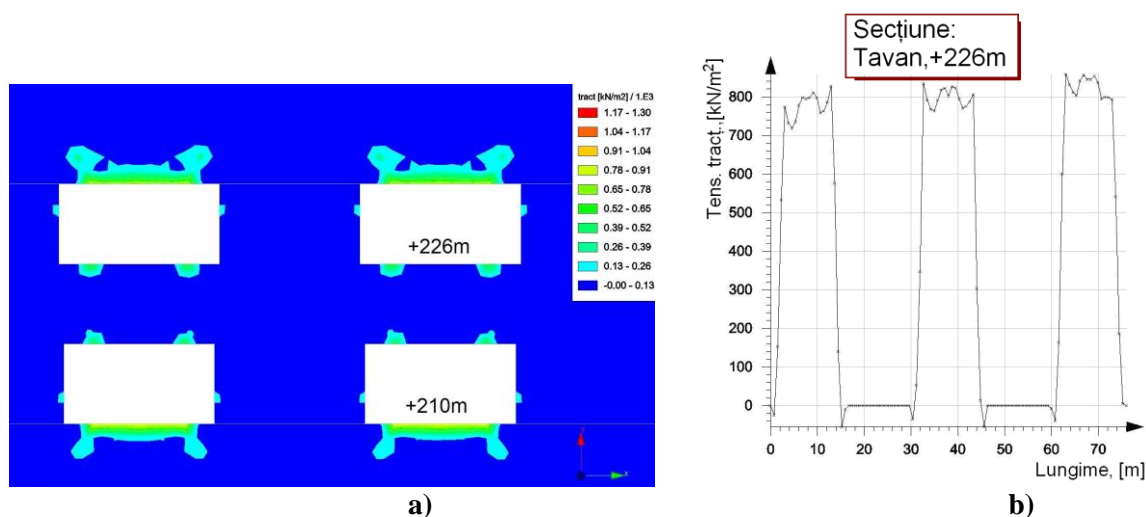 tract [kN/m2] / 1.E3
1.17 - 1.30
1.04 - 1.17
0.91 - 1.04
0.78 - 0.91
0.65 - 0.78
0.52 - 0.65
0.39 - 0.52
0.26 - 0.39
0.13 - 0.26
-0.00 - 0.13
+226m
+210m
Y
X
a)
Secțiune:
Tavan,+226m
Tens. tracț.,[kN/m²]
800
700
600
500
400
300
200
100
0
0 10 20 30 40 50 60 70
Lungime, [m]
b)